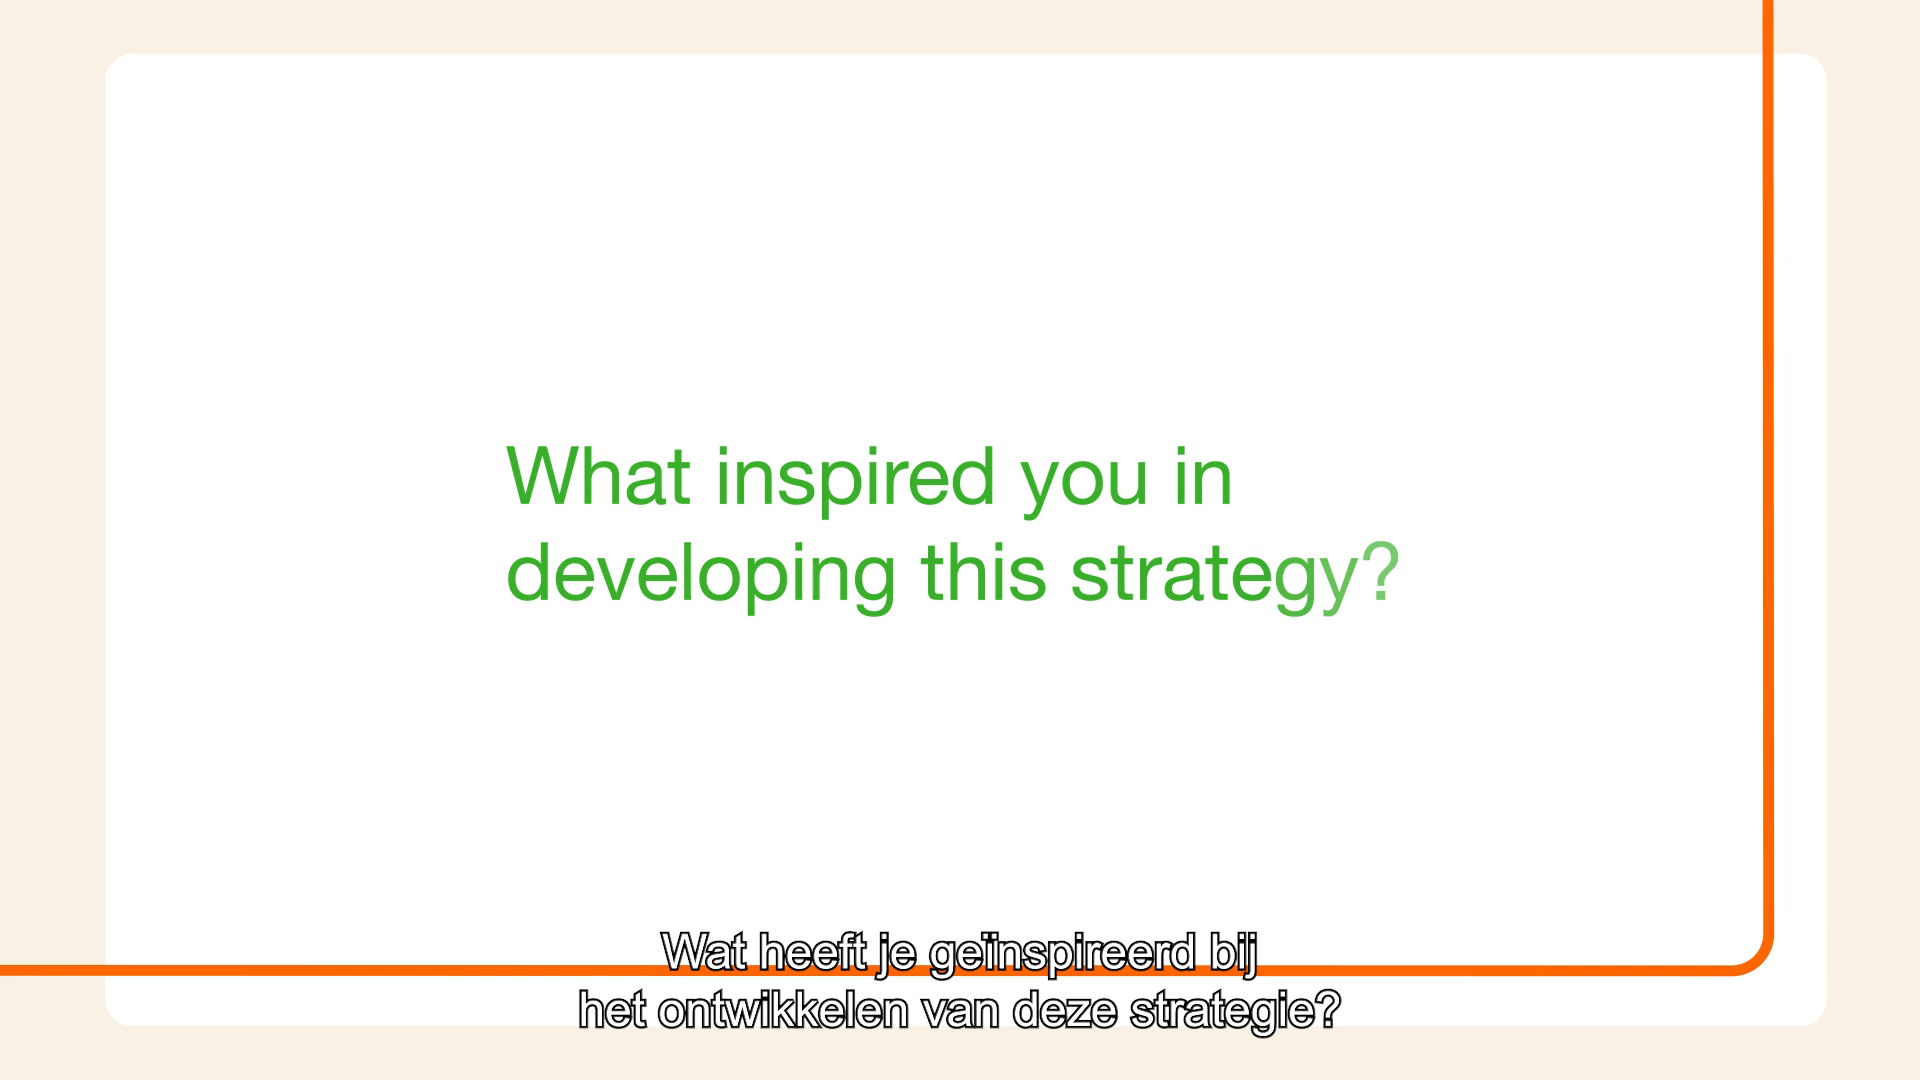 What inspired you in
developing this strategy?
Wat heeft je geïnspireerd bij
het ontwikkelen van deze strategie?